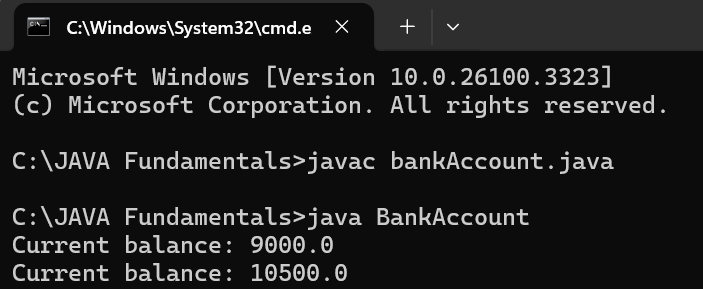 C:\Windows\System32\cmd.e
Microsoft Windows [Version 10.0.26100.3323]
(c) Microsoft Corporation. All rights reserved.
C:\JAVA Fundamentals>javac bankAccount.java
C:\JAVA Fundamentals>java BankAccount
Current balance: 9000.0
Current balance: 10500.0